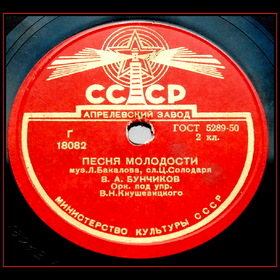 СССР
АПРЕЛЕВСКИЙ ЗАВОД
Г
18082
ГОСТ 5289-50
2 кл.
ПЕСНЯ МОЛОДОСТИ
муз.Л.Бакалова, сл.Ц.Солодаря
В. А. БУНЧИКОВ
Орк. под упр.
В.Н.Кнушевицкого
МИНИСТЕРСТВО КУЛЬТУРЫ СССР